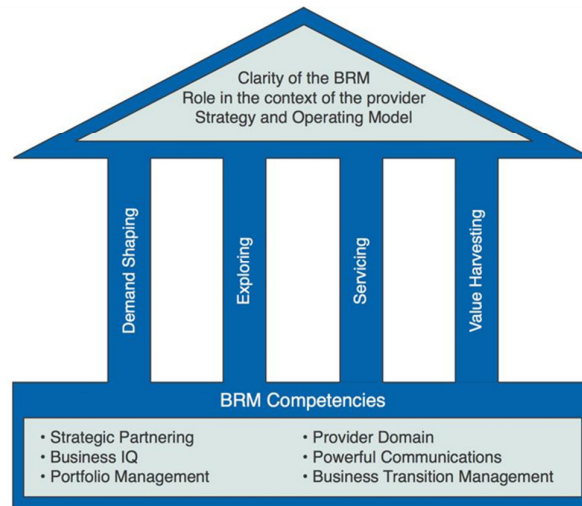 Clarity of the BRM
Role in the context of the provider
Strategy and Operating Model
Demand Shaping
Exploring
Servicing
Value Harvesting
BRM Competencies
• Strategic Partnering
• Business IQ
• Portfolio Management
• Provider Domain
• Powerful Communications
• Business Transition Management